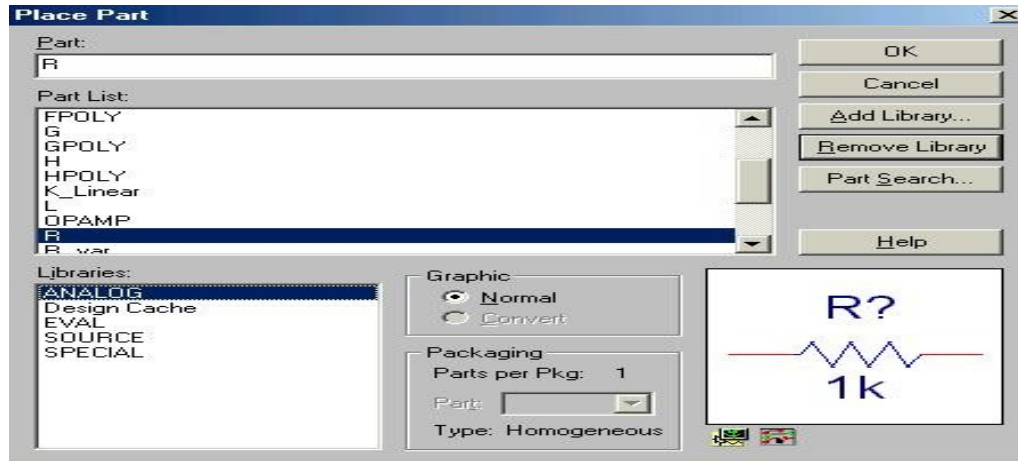 Place Part
Part:
R
Part List:
FPOLY
G
GPOLY
H
HPOLY
K_Linear
L
OPAMP
R
R_var
Libraries:
ANALOG
Design Cache
EVAL
SOURCE
SPECIAL
Graphic
Normal
Convert
Packaging
Parts per Pkg: 1
Part:
Type: Homogeneous
OK
Cancel
Add Library...
Remove Library
Part Search...
Help
R?
1k